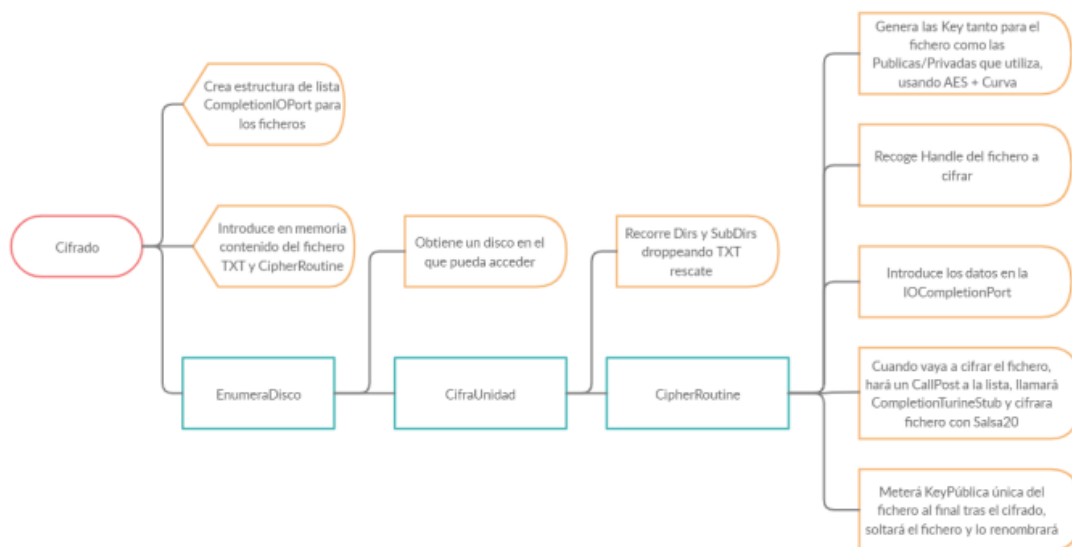 Crea estructura de lista
CompletionIOPort para
los ficheros
Cifrado
Introduce en memoria
contenido del fichero
TXT y CipherRoutine
EnumeraDisco
Obtiene un disco en el
que pueda acceder
CifraUnidad
Recorre Dirs y SubDirs
droppeando TXT
rescate
CipherRoutine
Genera las Key tanto para el
fichero como las
Publicas/Privadas que utiliza,
usando AES + Curva
Recoge Handle del fichero a
cifrar
Introduce los datos en la
IOCompletionPort
Cuando vaya a cifrar el fichero,
hará un CallPost a la lista, llamará
CompletionTurineStub y cifrara
fichero con Salsa20
Meterá KeyPública única del
fichero al final tras el cifrado,
soltará el fichero y lo renombrará